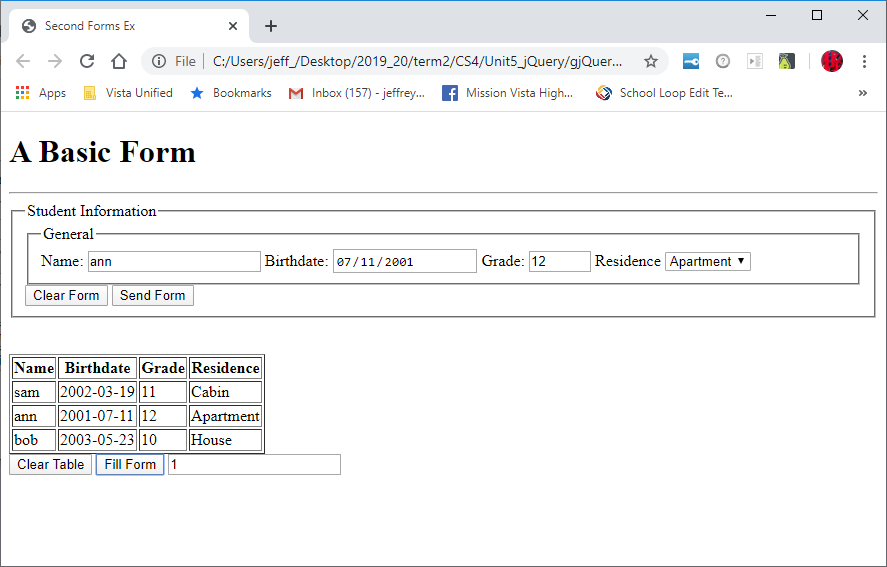 Second Forms Ex
File | C:/Users/jeff_/Desktop/2019_20/term2/CS4/Unit5_jQuery/gjQuer...
Apps Vista Unified Bookmarks Inbox (157) - jeffrey... Mission Vista High... School Loop Edit Te... »
A Basic Form
Student Information
General
Name: ann Birthdate: 07/11/2001 Grade: 12 Residence Apartment
Clear Form Send Form
Name Birthdate Grade Residence
sam 2002-03-19 11 Cabin
ann 2001-07-11 12 Apartment
bob 2003-05-23 10 House
Clear Table Fill Form 1